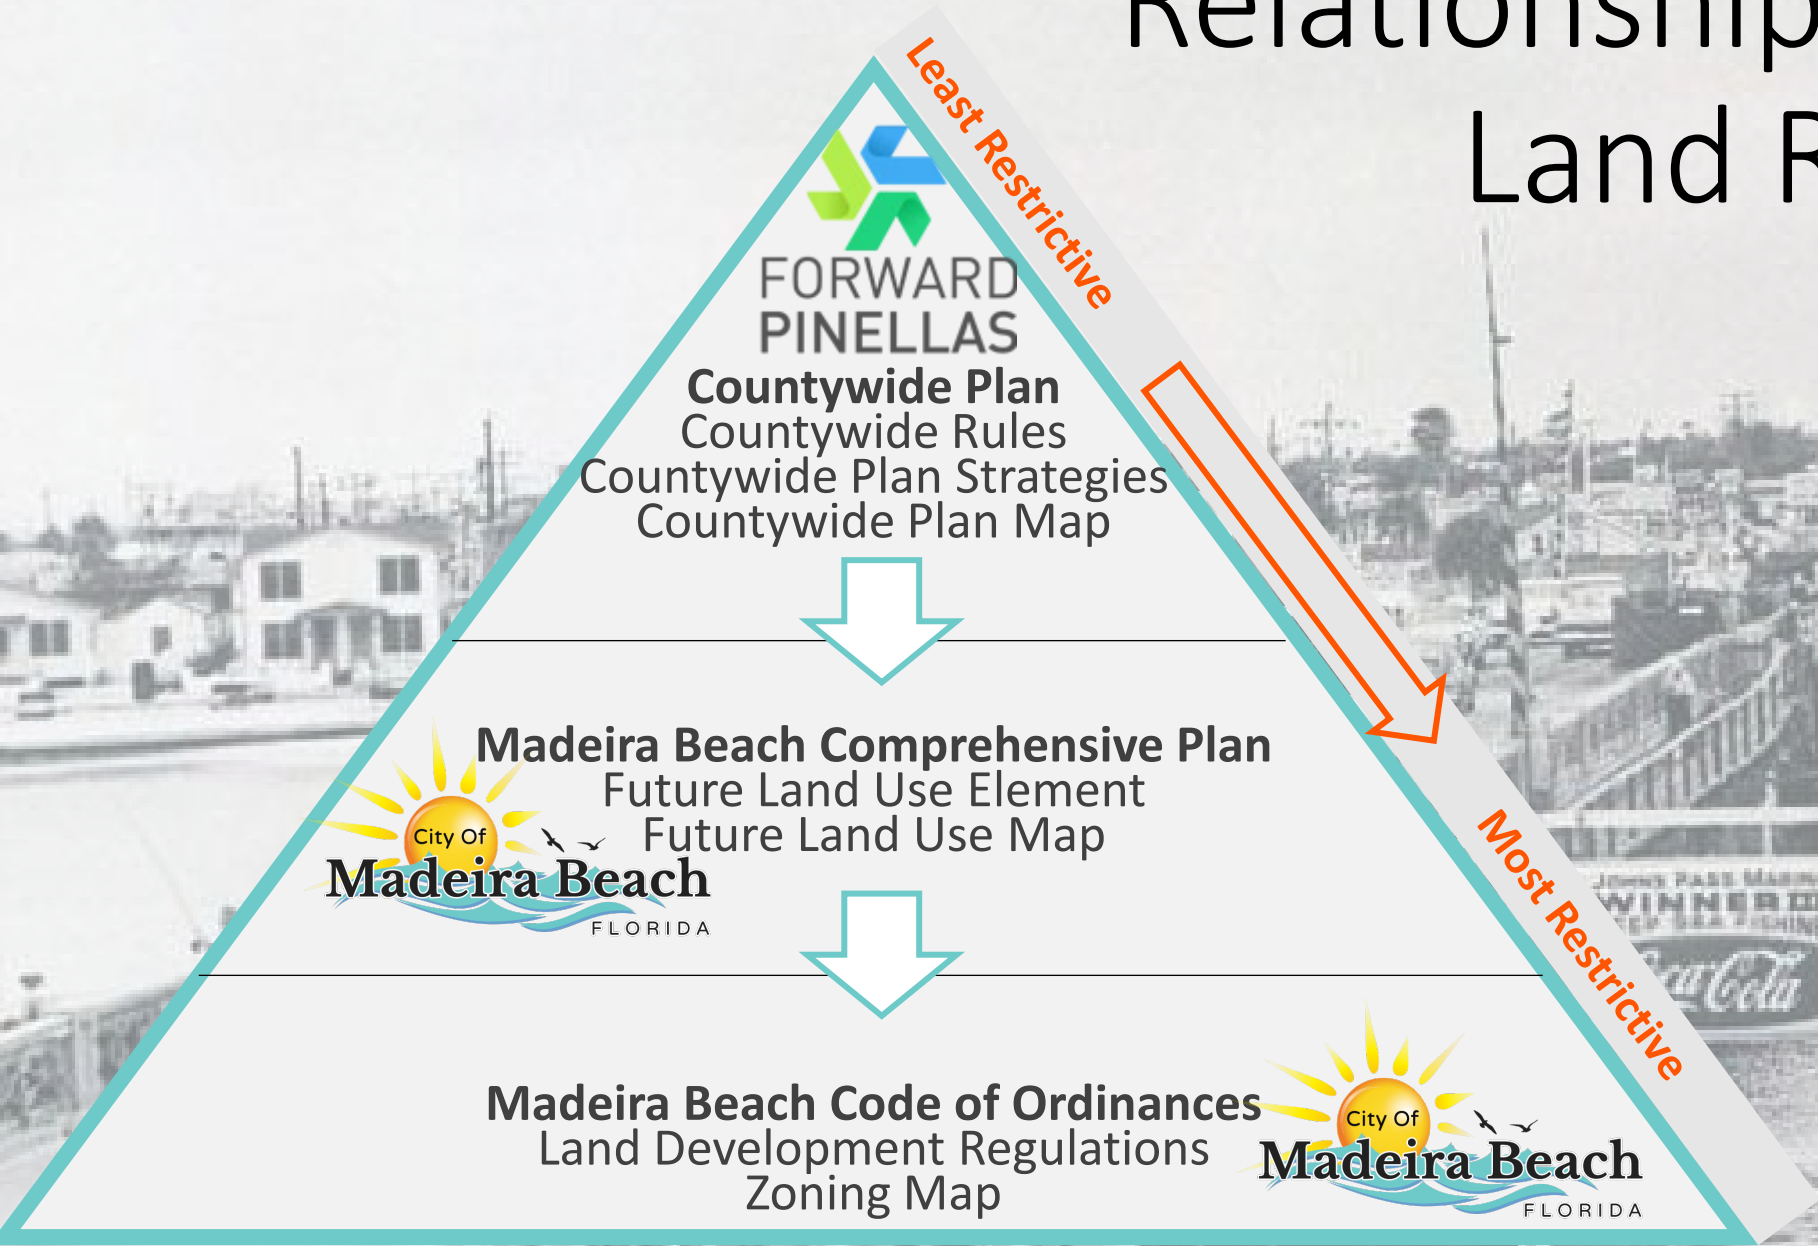 Relationship
Land R
Least Restrictive
FORWARD
PINELLAS
Countywide Plan
Countywide Rules
Countywide Plan Strategies
Countywide Plan Map
Madeira Beach Comprehensive Plan
Future Land Use Element
Future Land Use Map
City Of
Madeira Beach
FLORIDA
Most Restrictive
WINNER
Coca Cola
Madeira Beach Code of Ordinances
Land Development Regulations
Zoning Map
City Of
Madeira Beach
FLORIDA